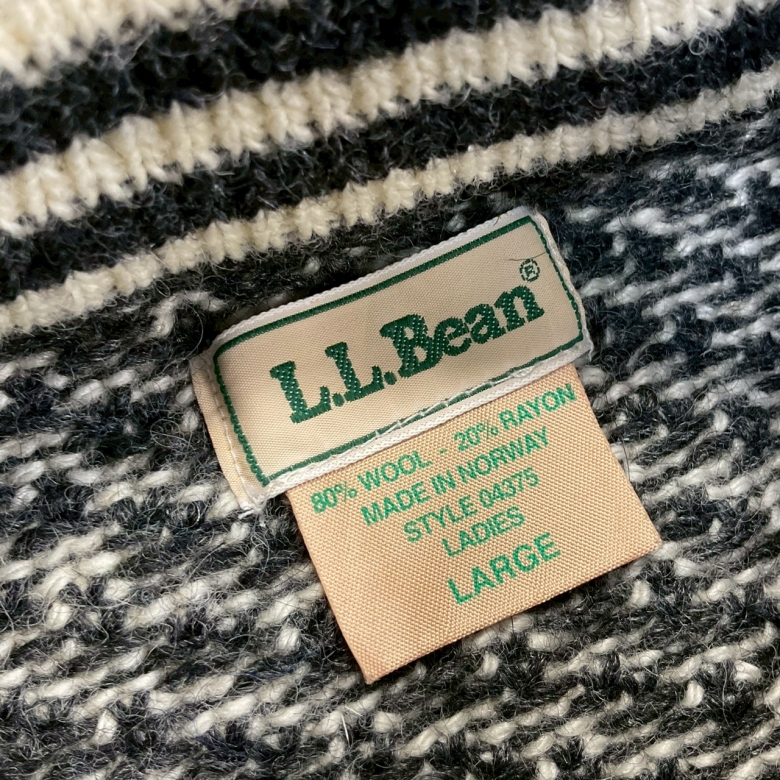 L.L.Bean®
80% WOOL - 20% RAYON
MADE IN NORWAY
STYLE 04375
LADIES
LARGE